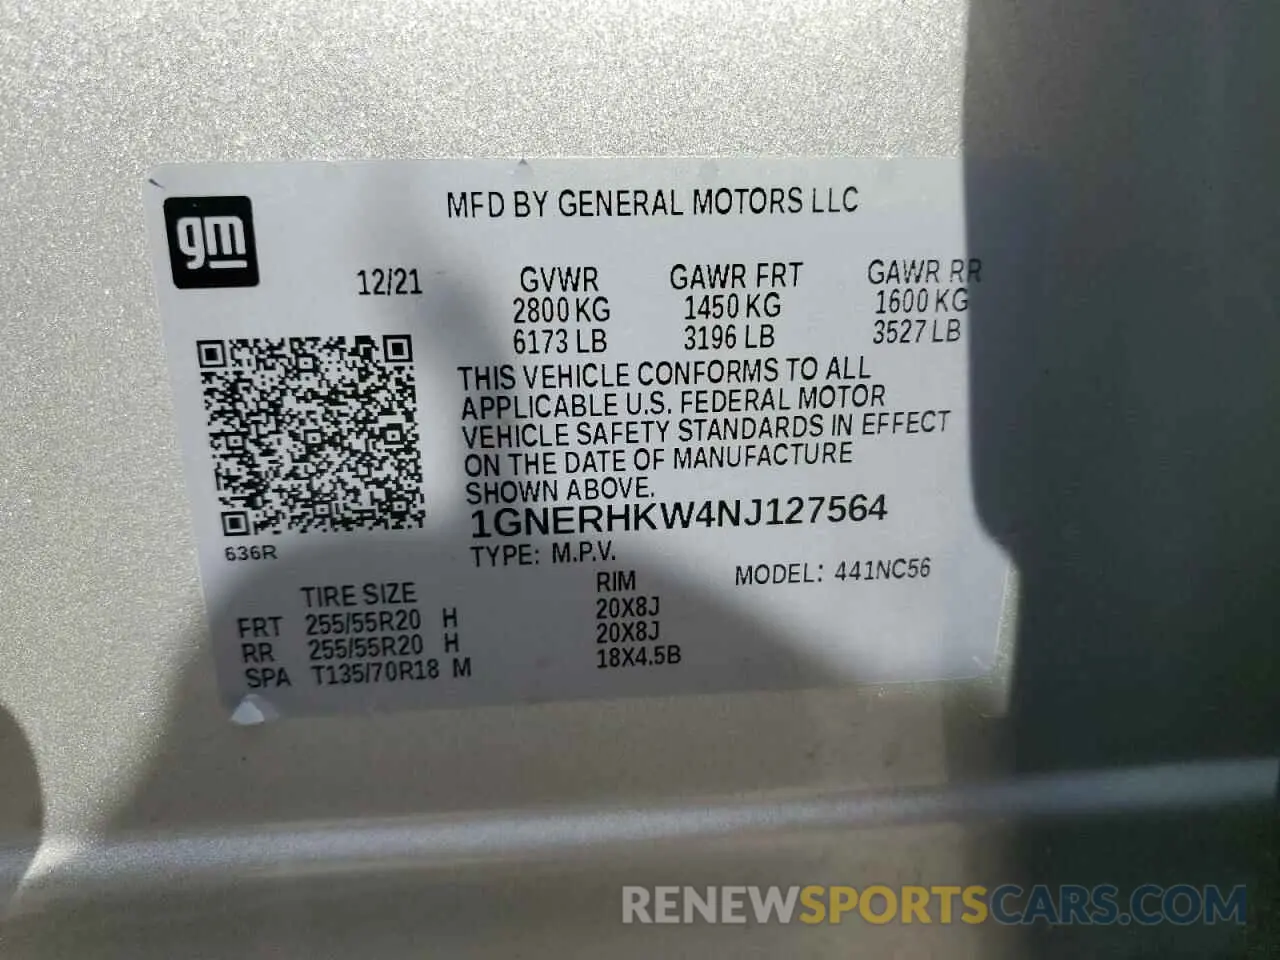 MFD BY GENERAL MOTORS LLC
gm
12/21
GVWR GAWR FRT GAWR RR
2800 KG 1450 KG 1600 KG
6173 LB 3196 LB 3527 LB
THIS VEHICLE CONFORMS TO ALL
APPLICABLE U.S. FEDERAL MOTOR
VEHICLE SAFETY STANDARDS IN EFFECT
ON THE DATE OF MANUFACTURE
SHOWN ABOVE.
1GNERHKW4NJ127564
636R
TYPE: M.P.V.
MODEL: 441NC56
TIRE SIZE RIM
FRT 255/55R20 H 20X8J
RR 255/55R20 H 20X8J
SPA T135/70R18 M 18X4.5B
RENEWSPORTSCARS.COM